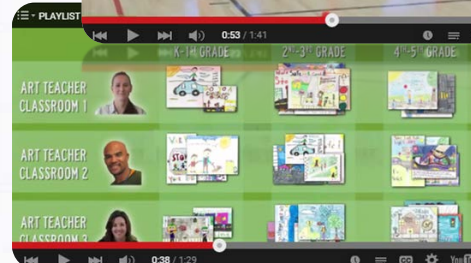 PLAYLIST
0:53 / 1:41
K-1ST GRADE
2ND-3RD GRADE
4TH-5TH GRADE
ART TEACHER
CLASSROOM 1
ART TEACHER
CLASSROOM 2
ART TEACHER
CLASSROOM 3
0:38 / 1:29
CC